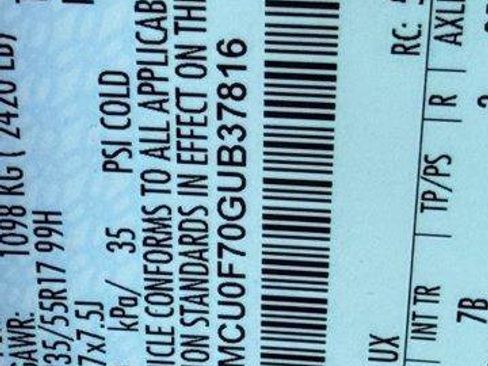 GAWR: 1098 KG ( 2420 LB)
35/55R17 99H
7x7.5J
kPa/ 35 PSI COLD
ICLE CONFORMS TO ALL APPLICAB
ION STANDARDS IN EFFECT ON TH
MCU0F70GUB37816
UX RC:
INT TR TP/PS R AXL
7B